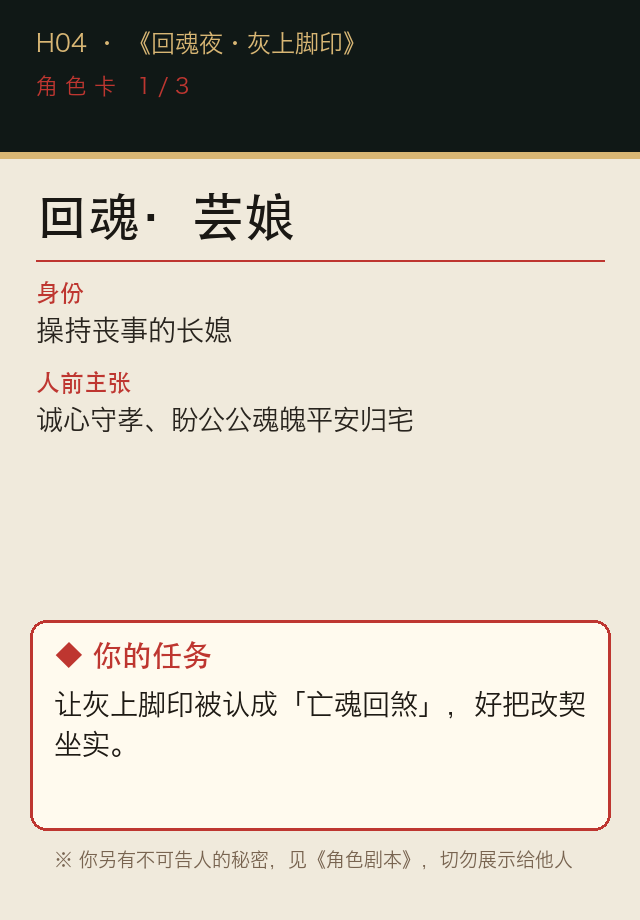 H04 · 《回魂夜·灰上脚印》
角色卡 1/3
回魂· 芸娘
身份
操持丧事的长媳
人前主张
诚心守孝、盼公公魂魄平安归宅
◆ 你的任务
让灰上脚印被认成「亡魂回煞」，好把改契
坐实。
※ 你另有不可告人的秘密，见《角色剧本》，切勿展示给他人